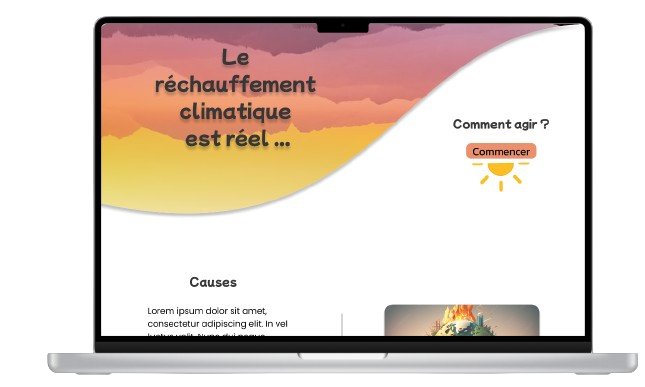 Le
réchauffement
climatique
est réel ...
Comment agir ?
Commencer
Causes
Lorem ipsum dolor sit amet,
consectetur adipiscing elit. In vel